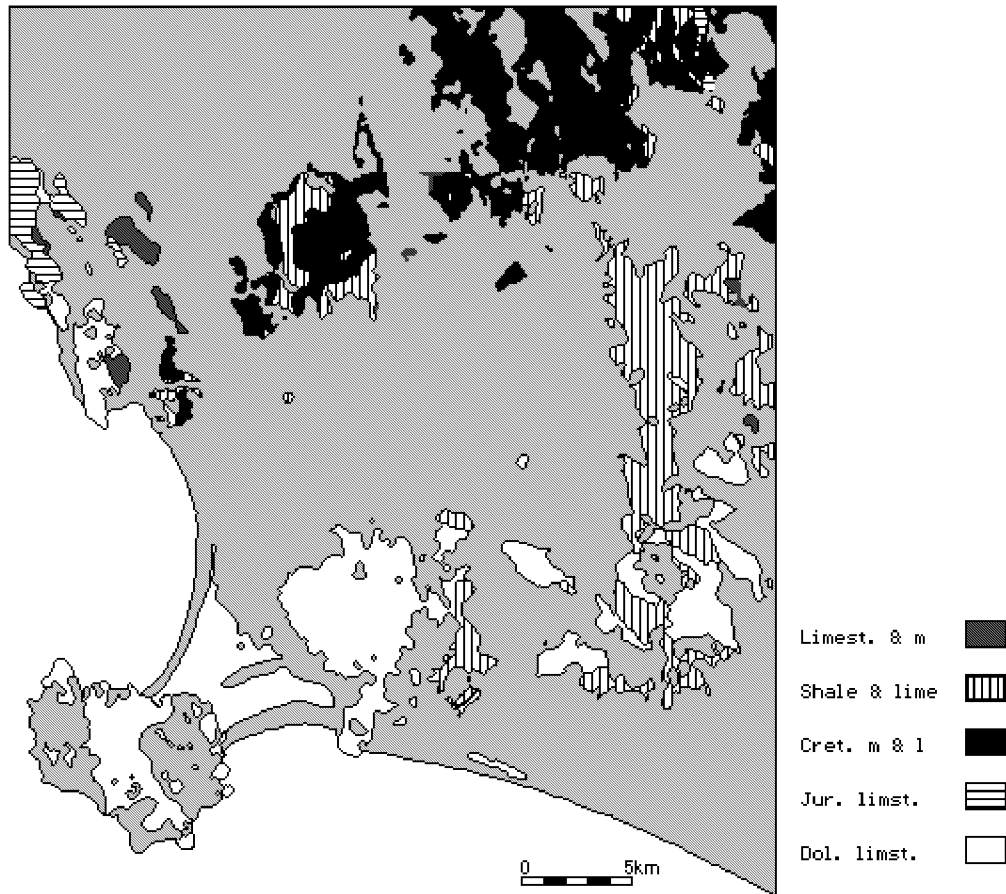 Limest. & m
Shale & lime
Cret. m & l
Jur. limst.
Dol. limst.
0 5km